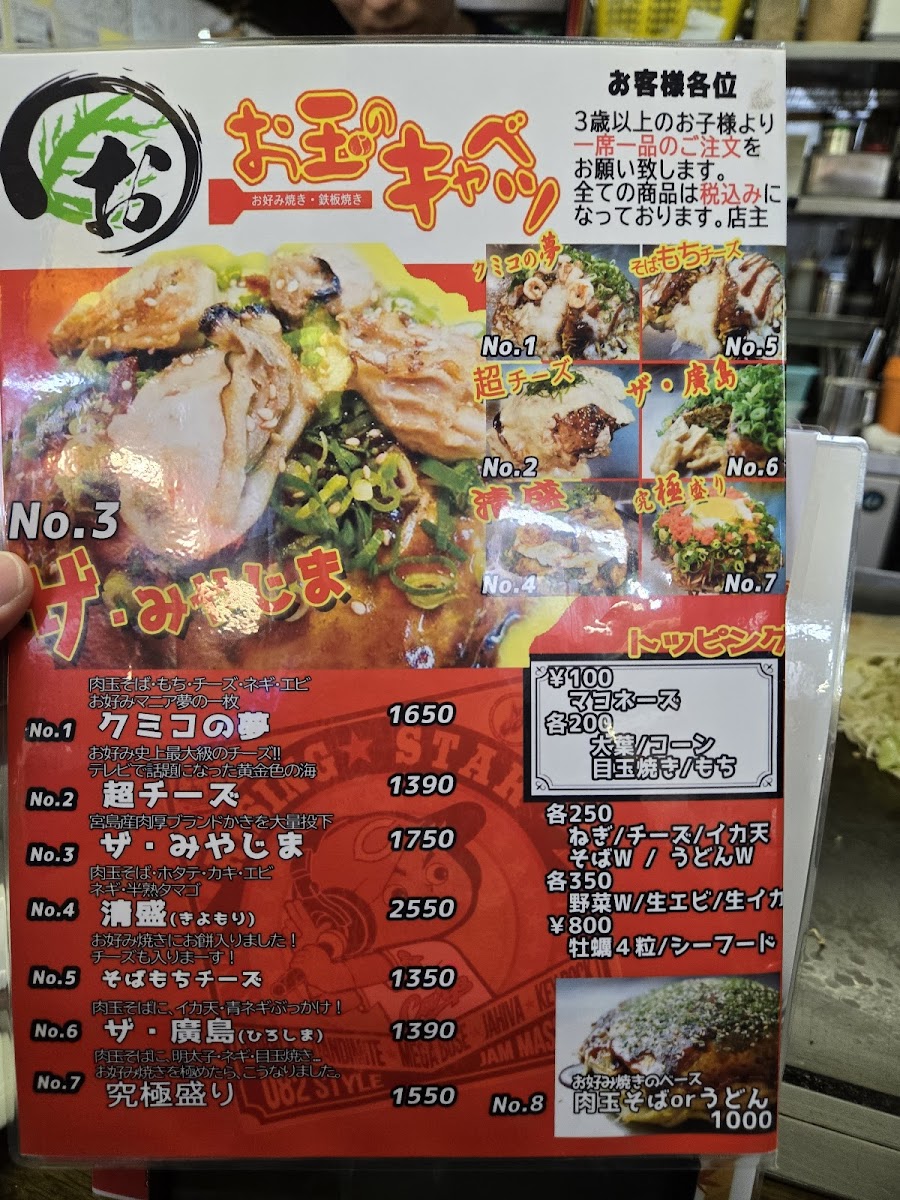 お
お玉のキャベツ
お好み焼き・鉄板焼き
お客様各位
3歳以上のお子様より
一席一品のご注文を
お願い致します。
全ての商品は税込みに
なっております。店主
クミコの夢
No.1
そばもちチーズ
No.5
超チーズ
No.2
ザ・廣島
No.6
清盛
No.4
究極盛り
No.7
No.3
ザ・みやじま
肉玉そば・もち・チーズ・ネギ・エビ
お好みマニア夢の一枚
No.1 クミコの夢 1650
お好み史上最大級のチーズ!!
テレビで話題になった黄金色の海
No.2 超チーズ 1390
宮島産肉厚ブランドかきを大量投下
No.3 ザ・みやじま 1750
肉玉そば・ホタテ・カキ・エビ
ネギ・半熟タマゴ
No.4 清盛(きよもり) 2550
お好み焼きにお餅入りました！
チーズも入りまーす！
No.5 そばもちチーズ 1350
肉玉そばに、イカ天・青ネギぶっかけ！
No.6 ザ・廣島(ひろしま) 1390
肉玉そばに、明太子・ネギ・目玉焼き...
お好み焼きを極めたら、こうなりました。
No.7 究極盛り 1550
トッピング
¥100
マヨネーズ
各200
大葉/コーン
目玉焼き/もち
各250
ねぎ/チーズ/イカ天
そばW / うどんW
各350
野菜W/生エビ/生イカ
¥800
牡蠣4粒/シーフード
No.8
お好み焼きのベース
肉玉そばorうどん
1000
STAR
JAM MAS
062 STYLE